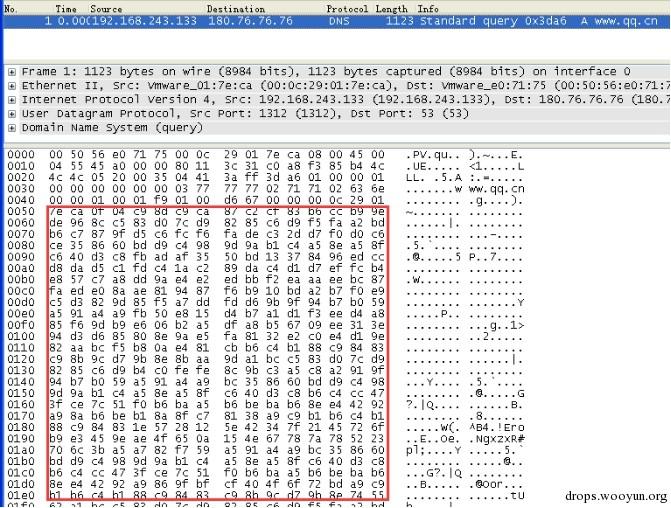 No. Time Source Destination Protocol Length Info
1 0.00( 192.168.243.133 180.76.76.76 DNS 1123 Standard query 0x3da6 A www.qq.cn
Frame 1: 1123 bytes on wire (8984 bits), 1123 bytes captured (8984 bits) on interface 0
Ethernet II, Src: Vmware_01:7e:ca (00:0c:29:01:7e:ca), Dst: Vmware_e0:71:75 (00:50:56:e0:71:7
Internet Protocol Version 4, Src: 192.168.243.133 (192.168.243.133), Dst: 180.76.76.76 (180.7
User Datagram Protocol, Src Port: 1312 (1312), Dst Port: 53 (53)
Domain Name System (query)
0000 00 50 56 e0 71 75 00 0c 29 01 7e ca 08 00 45 00 .PV.qu.. ).~...E.
0010 04 55 45 a0 00 00 80 11 3c 31 c0 a8 f3 85 b4 4c .UE..... <1.....L
0020 4c 4c 05 20 00 35 04 41 3a ff 3d a6 01 00 00 01 LL. .5.A :.=.....
0030 00 00 00 00 00 00 03 77 77 77 02 71 71 02 63 6e .......w ww.qq.cn
0040 00 00 01 00 01 f9 01 00 d6 67 00 00 00 0c 29 01 ........ .g....).
0050 7e ca 0f 04 c9 8d c9 ca 87 c2 cf 83 b6 cc b9 9e ~....... ........
0060 de 96 8c c5 83 d0 7c d9 82 85 c6 d9 f5 fa a2 bd ......|. ........
0070 b6 c7 87 9f d5 c6 fc f6 fa de c3 2d d7 f0 d0 c6 ........ ...-....
0080 ce 35 86 60 bd d9 c4 98 9d 9a b1 c4 a5 8e a5 8f .5.`.... ........
0090 c6 40 d3 c8 fb ad af 35 50 bd 13 37 84 96 ed cc .@.....5 P..7....
00a0 d8 da d5 c1 fd c4 1a c2 89 da c4 d1 d7 ef fc b4 ........ ........
00b0 e8 57 c7 a8 dd 9a e4 e2 ed bb f2 ea aa ee bc 87 .W...... ........
00c0 fa ed e0 8a ae 81 94 87 f6 b9 10 bd a2 b7 f0 e9 ........ ........
00d0 c5 d3 82 9d 85 f5 a7 dd fd d6 9b 9f 94 b7 b0 59 ........ .......Y
00e0 a5 91 a4 a9 fb 50 e8 15 d4 b7 a1 d1 f3 ee d4 a8 .....P.. ........
00f0 85 f6 9d b9 e6 06 b2 a5 df a8 b5 67 09 ee 31 3e ........ ...g..1>
0100 94 d3 d6 85 80 8e 9a e5 fa 81 32 e2 c0 e4 d1 9e ........ ..2.....
0110 82 aa bc f5 b8 0a e4 81 cb b6 c4 b1 88 c9 84 83 ........ ........
0120 c9 8b 9c d7 9b 8e 8b aa 9d a1 bc c5 83 d0 7c d9 ........ ......|.
0130 82 85 c6 d9 b4 c0 fe fe 8c 9b c3 a5 c8 a2 91 9f ........ ........
0140 94 b7 b0 59 a5 91 a4 a9 bc 35 86 60 bd d9 c4 98 ...Y.... .5.`....
0150 9d 9a b1 c4 a5 8e a5 8f c6 40 d3 c8 b6 c4 cc 47 ........ .@.....G
0160 3f ce 7c 51 f0 b6 ba a5 b6 be ba b6 8e e4 42 92 ?.|Q.... ......B.
0170 a9 8a b6 be b1 8a 8f c7 81 38 a9 c9 b1 b6 c4 b1 ........ .8......
0180 88 c9 84 83 1e 57 28 12 5e 42 34 7f 21 45 72 6f .....W(. ^B4.!Ero
0190 b9 e3 45 9e ae 4f 65 0a 15 4e 67 78 7a 78 52 23 ..E..Oe. .NgxzxR#
01a0 70 6c 3b a5 a7 82 f7 59 a5 91 a4 a9 bc 35 86 60 pl;....Y .....5.`
01b0 bd d9 c4 98 9d 9a b1 c4 a5 8e a5 8f c6 40 d3 c8 ........ .....@..
01c0 b6 c4 cc 47 3f ce 7c 51 f0 b6 ba a5 b6 be ba b6 ...G?.|Q ........
01d0 8e e4 42 92 a9 86 9f bf cf 40 4f 6f 72 bd a9 c9 ..B..... .@Oor...
01e0 b1 b6 c4 b1 88 c9 84 83 c9 8b 9c d7 9b 8e 74 55 ........ ......tU
drops.wooyun.org